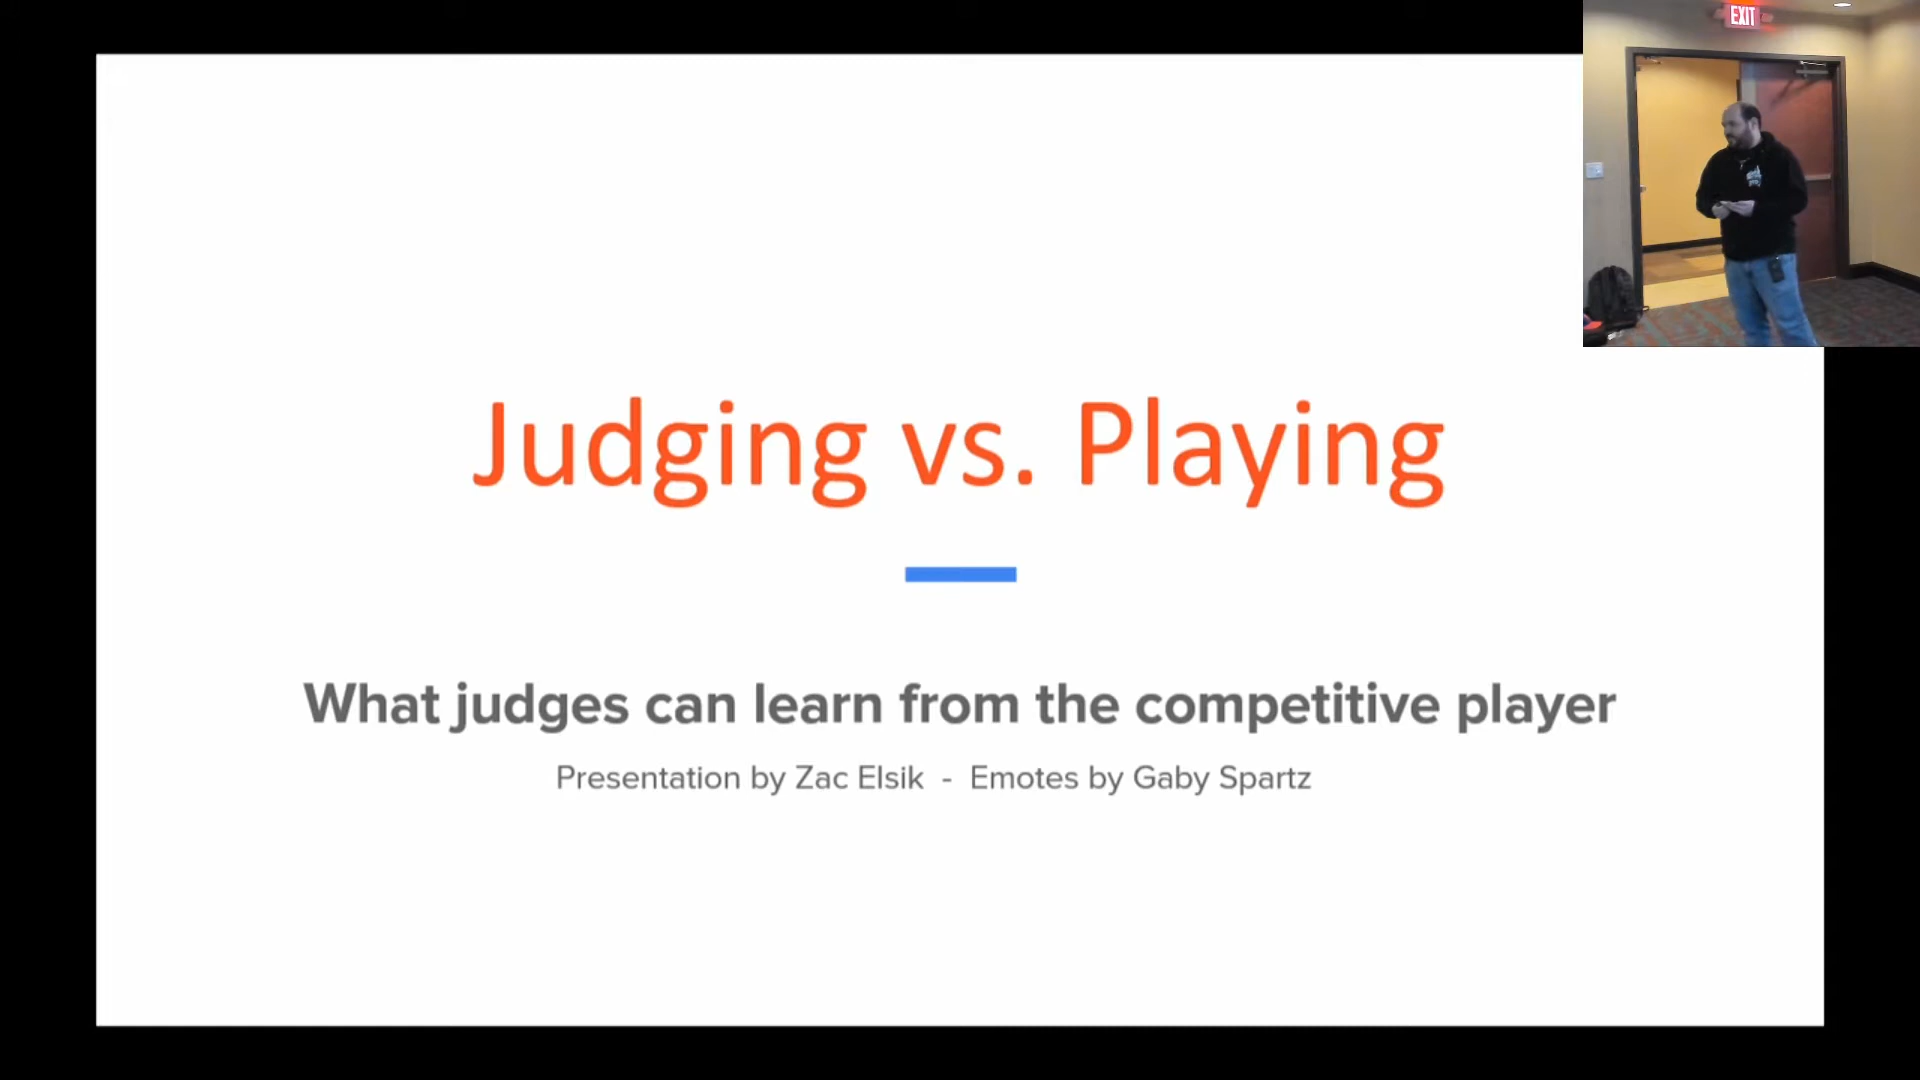 EXIT
Judging vs. Playing
What judges can learn from the competitive player
Presentation by Zac Elsik - Emotes by Gaby Spartz